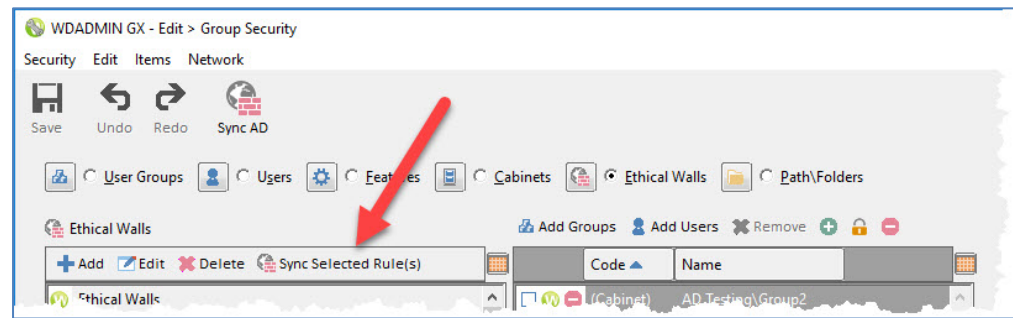 WDADMIN GX - Edit > Group Security
Security Edit Items Network
Save Undo Redo Sync AD
User Groups Users Features Cabinets Ethical Walls Path\Folders
Ethical Walls Add Groups Add Users Remove
Add Edit Delete Sync Selected Rule(s) Code Name
Ethical Walls (Cabinet) AD Testing\Group2